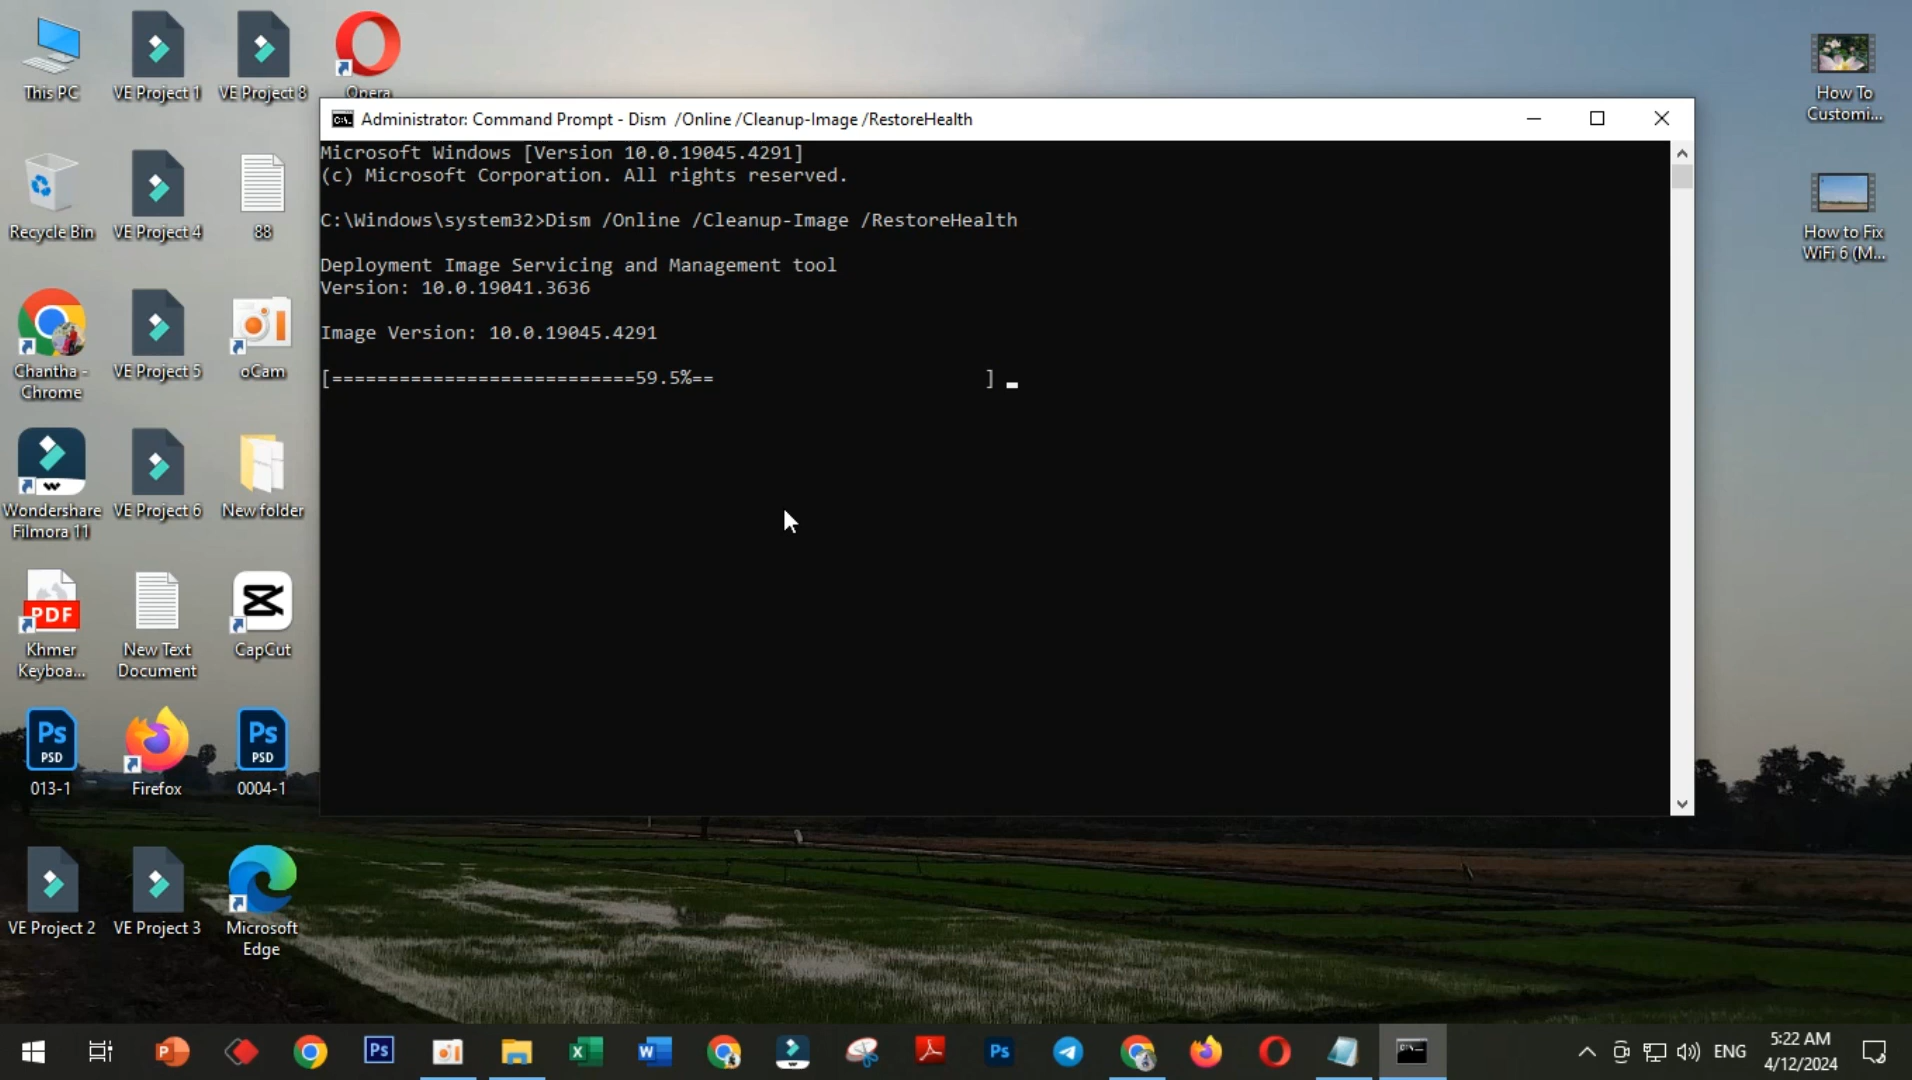 This PC
VE Project 1
VE Project 8
Opera
Recycle Bin
VE Project 4
88
Chantha -
Chrome
VE Project 5
oCam
Wondershare
Filmora 11
VE Project 6
New folder
PDF
Khmer
Keyboa...
New Text
Document
CapCut
Ps
PSD
013-1
Firefox
Ps
PSD
0004-1
VE Project 2
VE Project 3
Microsoft
Edge
How To
Customi...
How to Fix
WiFi 6 (M...
Administrator: Command Prompt - Dism /Online /Cleanup-Image /RestoreHealth
Microsoft Windows [Version 10.0.19045.4291]
(c) Microsoft Corporation. All rights reserved.
C:\Windows\system32>Dism /Online /Cleanup-Image /RestoreHealth
Deployment Image Servicing and Management tool
Version: 10.0.19041.3636
Image Version: 10.0.19045.4291
[===========================59.5%==                        ]
ENG
5:22 AM
4/12/2024